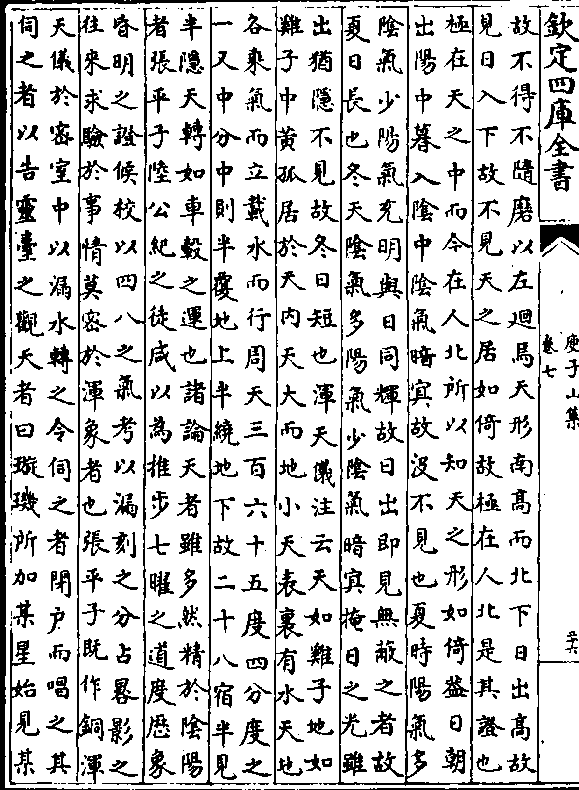 欽定四庫全書
庾子山集
卷七
天
故不得不隨磨以左迴焉天形南高而北下日出高故
見日入下故不見天之居如倚故極在人北是其證也
極在天之中而今在人北所以知天之形如倚葢日朝
出陽中暮入陰中陰氣暗冥故沒不見也夏時陽氣多
陰氣少陽氣充明與日同輝故日出即見無蔽之者故
夏日長也冬天陰氣多陽氣少陰氣暗冥掩日之光雖
出猶隱不見故冬日短也渾天儀注云天如雞子地如
雞子中黃孤居於天内天大而地小天表裏有水天地
各乘氣而立載水而行周天三百六十五度四分度之
一又中分中則半覆地上半繞地下故二十八宿半見
半隱天轉如車轂之運也諸論天者雖多然精於陰陽
者張平子陸公紀之徒咸以為推步七曜之道度厯象
昏明之證候校以四八之氣考以漏刻之分占晷影之
往來求驗於事情莫密於渾象者也張平子既作銅渾
天儀於密室中以漏水轉之令伺之者閉户而唱之其
伺之者以告靈臺之觀天者曰璇璣所加某星始見某